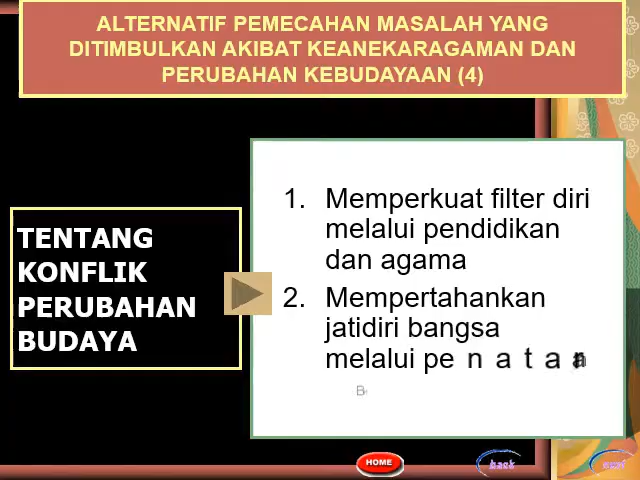 ALTERNATIF PEMECAHAN MASALAH YANG
DITIMBULKAN AKIBAT KEANEKARAGAMAN DAN
PERUBAHAN KEBUDAYAAN (4)
TENTANG
KONFLIK
PERUBAHAN
BUDAYA
1. Memperkuat filter diri
melalui pendidikan
dan agama
2. Mempertahankan
jatidiri bangsa
melalui
HOME
back
next